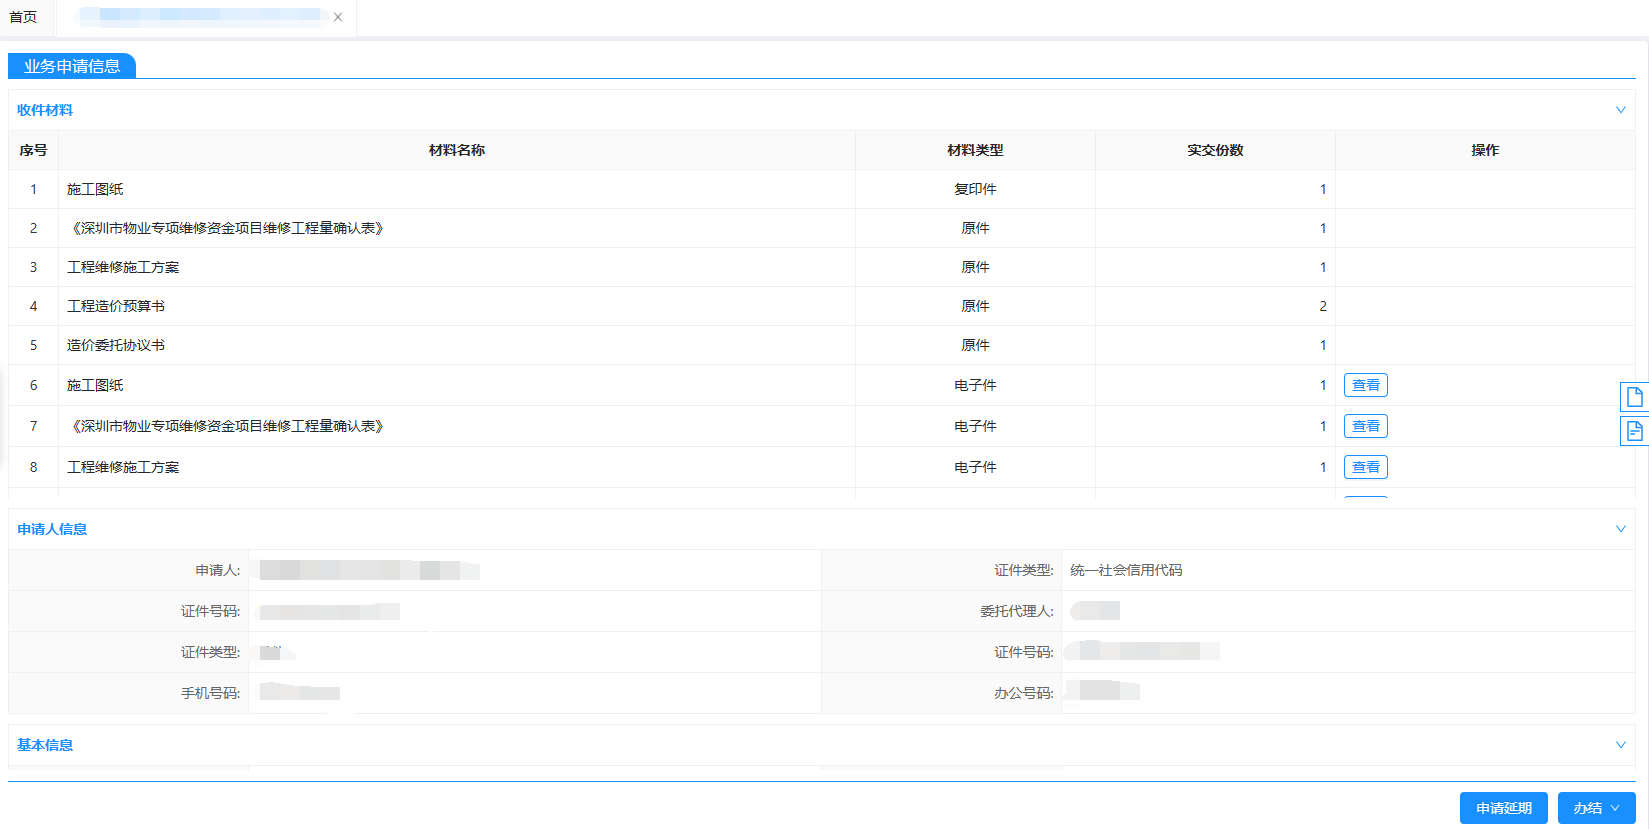 首页
业务申请信息
收件材料
序号 材料名称 材料类型 实交份数 操作
1 施工图纸 复印件 1
2 《深圳市物业专项维修资金项目维修工程量确认表》 原件 1
3 工程维修施工方案 原件 1
4 工程造价预算书 原件 2
5 造价委托协议书 原件 1
6 施工图纸 电子件 1 查看
7 《深圳市物业专项维修资金项目维修工程量确认表》 电子件 1 查看
8 工程维修施工方案 电子件 1 查看
申请人信息
申请人: 证件类型: 统一社会信用代码
证件号码: 委托代理人:
证件类型: 证件号码:
手机号码: 办公号码:
基本信息
申请延期 办结